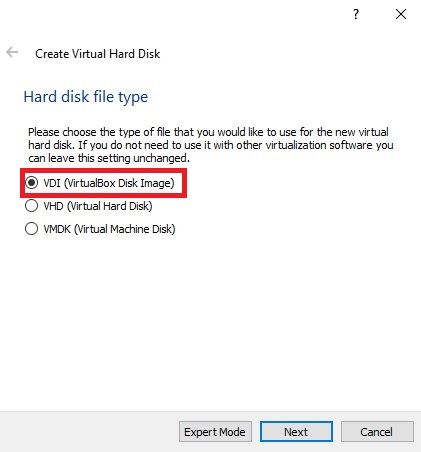 ?
Create Virtual Hard Disk
Hard disk file type
Please choose the type of file that you would like to use for the new virtual
hard disk. If you do not need to use it with other virtualization software you
can leave this setting unchanged.
VDI (VirtualBox Disk Image)
VHD (Virtual Hard Disk)
VMDK (Virtual Machine Disk)
Expert Mode Next Cancel